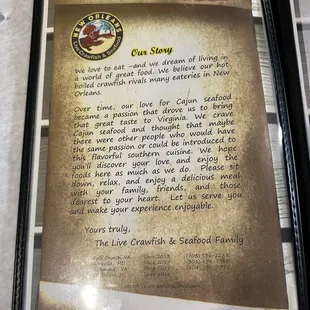 NEW ORLEANS
Live Crawfish & Seafood
Our Story
We love to eat -and we dream of living in
a world of great food. We believe our hot
boiled crawfish rivals many eateries in New
Orleans.
Over time, our love for Cajun seafood
became a passion that drove us to bring
that great taste to Virginia. We crave
Cajun seafood and thought that maybe
there were other people who would have
the same passion or could be introduced to
this flavorful southern cuisine. We hope
you'll discover your love, and enjoy the
foods here as much as we do. Please sit
down, relax, and enjoy a delicious meal
with your family, friends, and those
dearest to your heart. Let us serve you
and make your experience enjoyable.
Yours truly,
The Live Crawfish & Seafood Family
Falls Church, VA